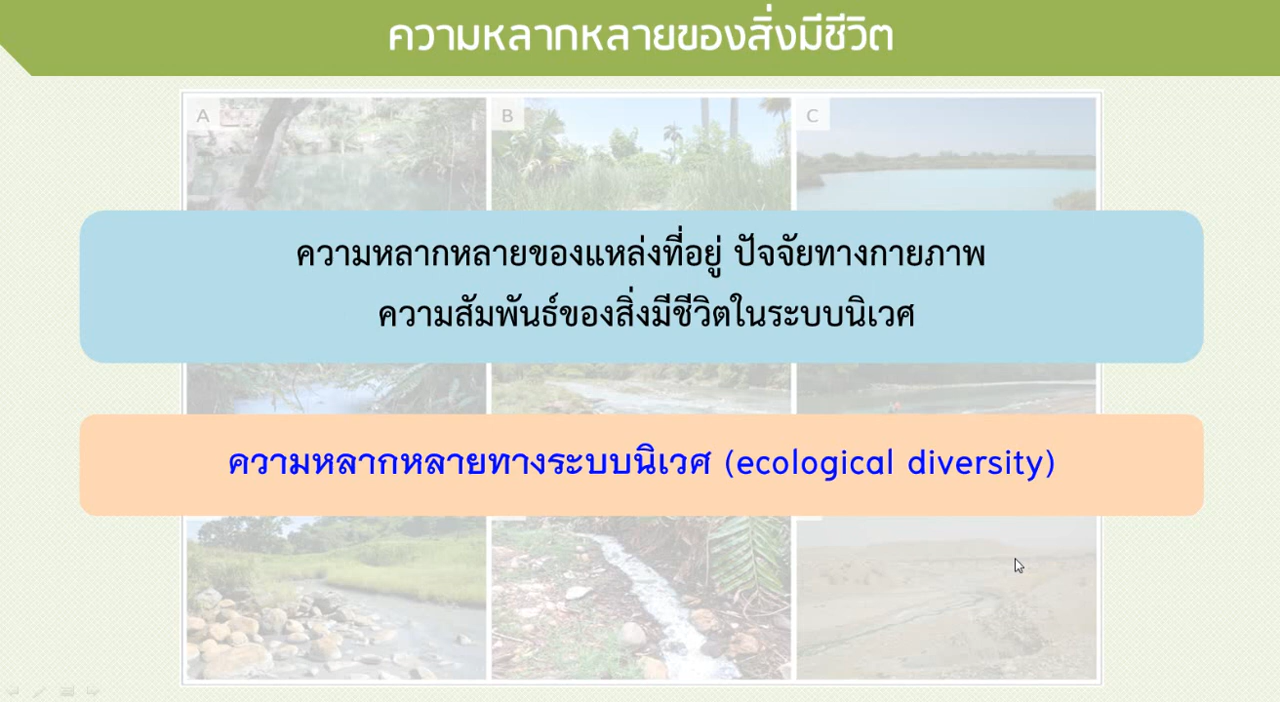 ความหลากหลายของสิ่งมีชีวิต
A
B
C
ความหลากหลายของแหล่งที่อยู่ ปัจจัยทางกายภาพ
ความสัมพันธ์ของสิ่งมีชีวิตในระบบนิเวศ
ความหลากหลายทางระบบนิเวศ (ecological diversity)